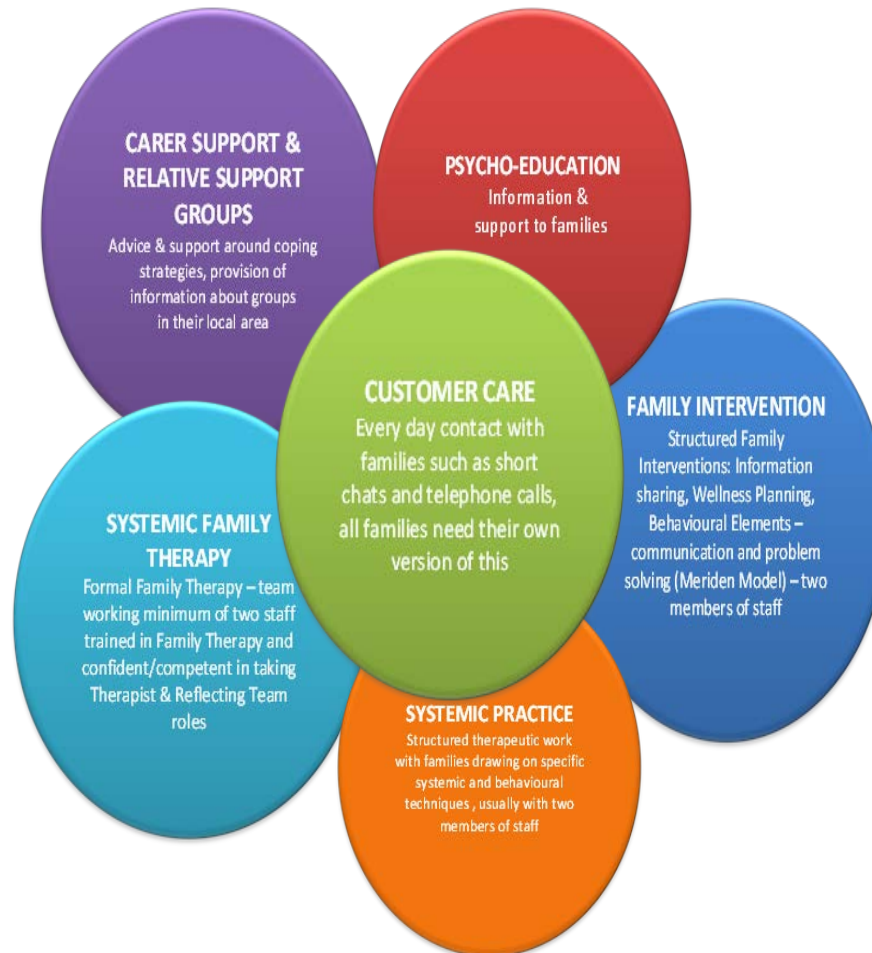 CARER SUPPORT &
RELATIVE SUPPORT
GROUPS
Advice & support around coping
strategies, provision of
information about groups
in their local area
PSYCHO-EDUCATION
Information &
support to families
CUSTOMER CARE
Every day contact with
families such as short
chats and telephone calls,
all families need their own
version of this
FAMILY INTERVENTION
Structured Family
Interventions: Information
sharing, Wellness Planning,
Behavioural Elements –
communication and problem
solving (Meriden Model) – two
members of staff
SYSTEMIC FAMILY
THERAPY
Formal Family Therapy – team
working minimum of two staff
trained in Family Therapy and
confident/competent in taking
Therapist & Reflecting Team
roles
SYSTEMIC PRACTICE
Structured therapeutic work
with families drawing on specific
systemic and behavioural
techniques , usually with two
members of staff